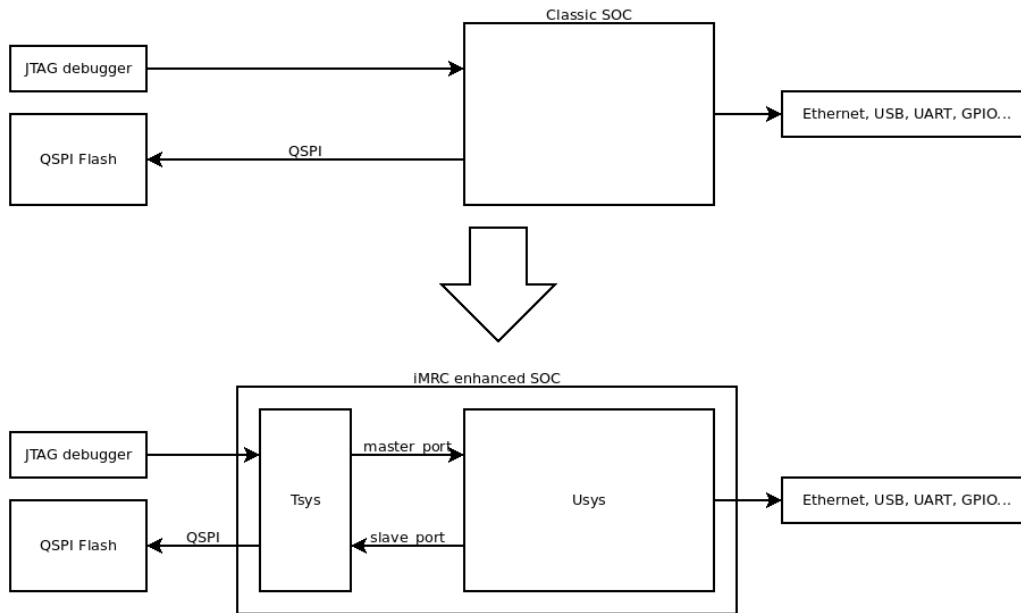 Classic SOC
JTAG debugger
Ethernet, USB, UART, GPIO...
QSPI Flash
QSPI
iMRC enhanced SOC
JTAG debugger
master_port
Tsys
Usys
Ethernet, USB, UART, GPIO...
QSPI Flash
QSPI
slave_port